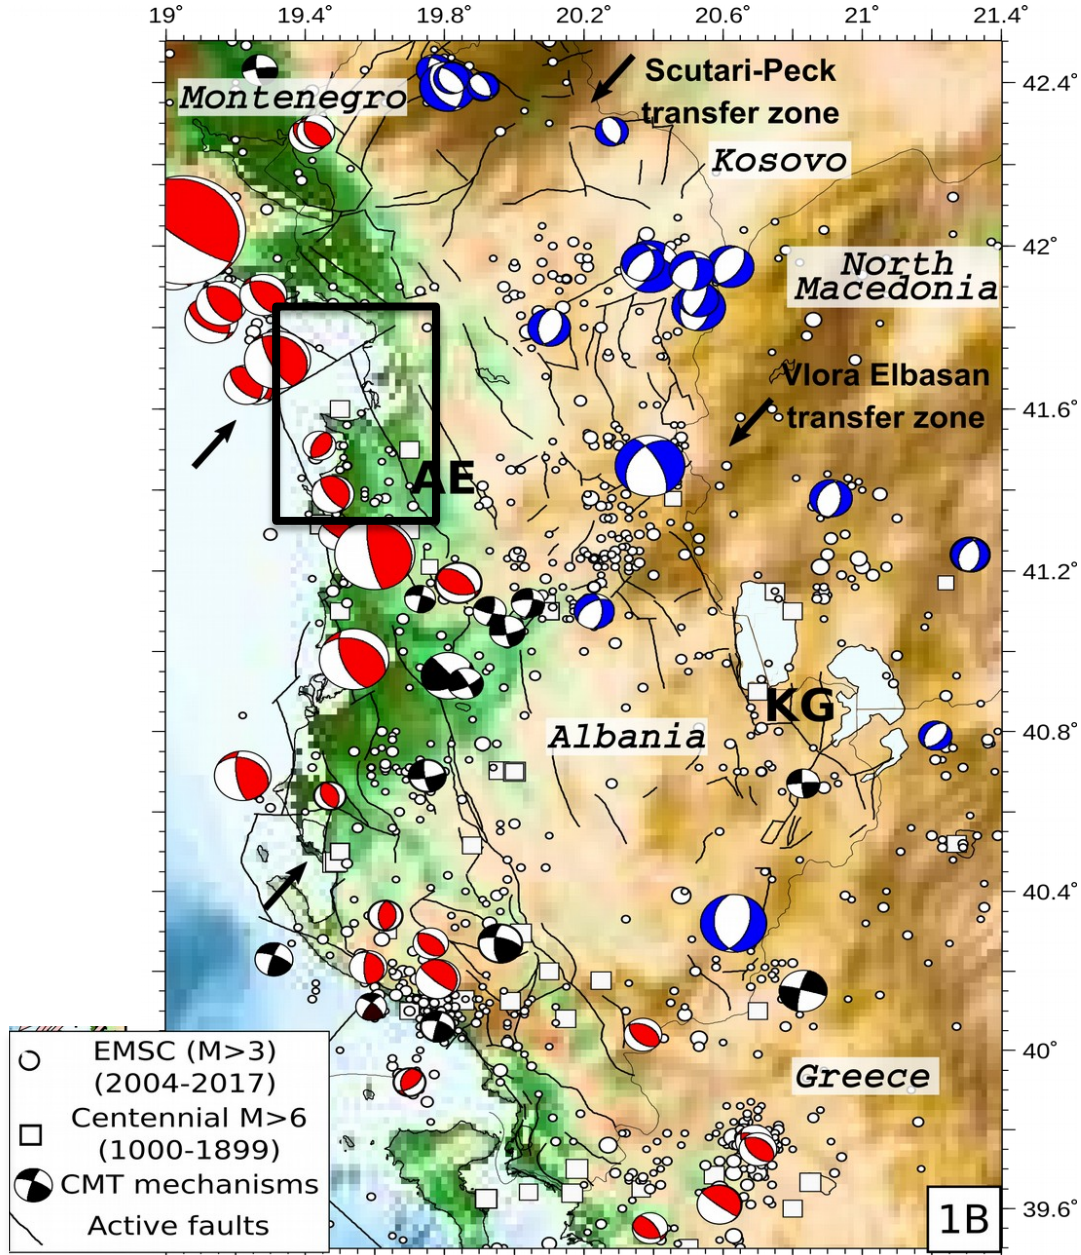 19° 19.4° 19.8° 20.2° 20.6° 21° 21.4°
Scutari-Peck
transfer zone
42.4°
Montenegro
Kosovo
42°
North
Macedonia
Vlora Elbasan
transfer zone
41.6°
AE
41.2°
KG
Albania
40.8°
40.4°
40°
Greece
39.6°
EMSC (M>3)
(2004-2017)
Centennial M>6
(1000-1899)
CMT mechanisms
Active faults
1B